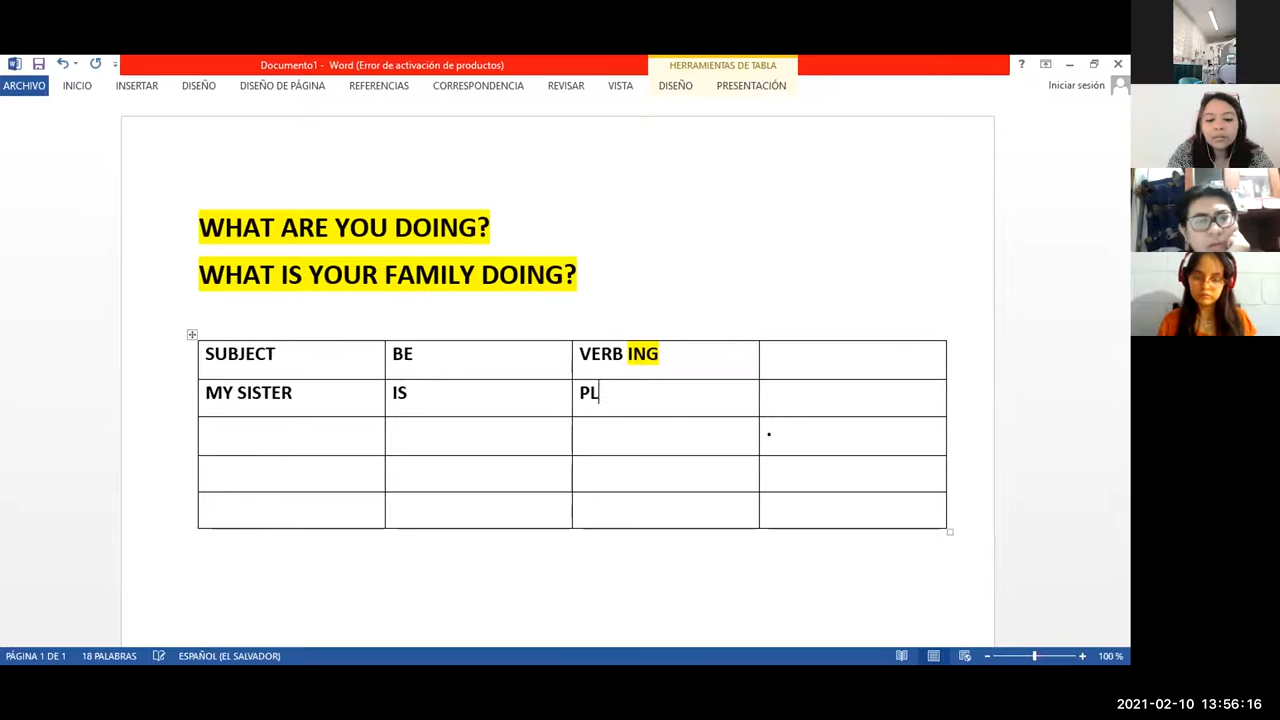 Documento1 - Word (Error de activación de productos)
HERRAMIENTAS DE TABLA
?
ARCHIVO INICIO INSERTAR DISEÑO DISEÑO DE PÁGINA REFERENCIAS CORRESPONDENCIA REVISAR VISTA DISEÑO PRESENTACIÓN Iniciar sesión
WHAT ARE YOU DOING?
WHAT IS YOUR FAMILY DOING?
SUBJECT BE VERB ING
MY SISTER IS PL
.
PÁGINA 1 DE 1 18 PALABRAS ESPAÑOL (EL SALVADOR) 100 %
2021-02-10 13:56:16